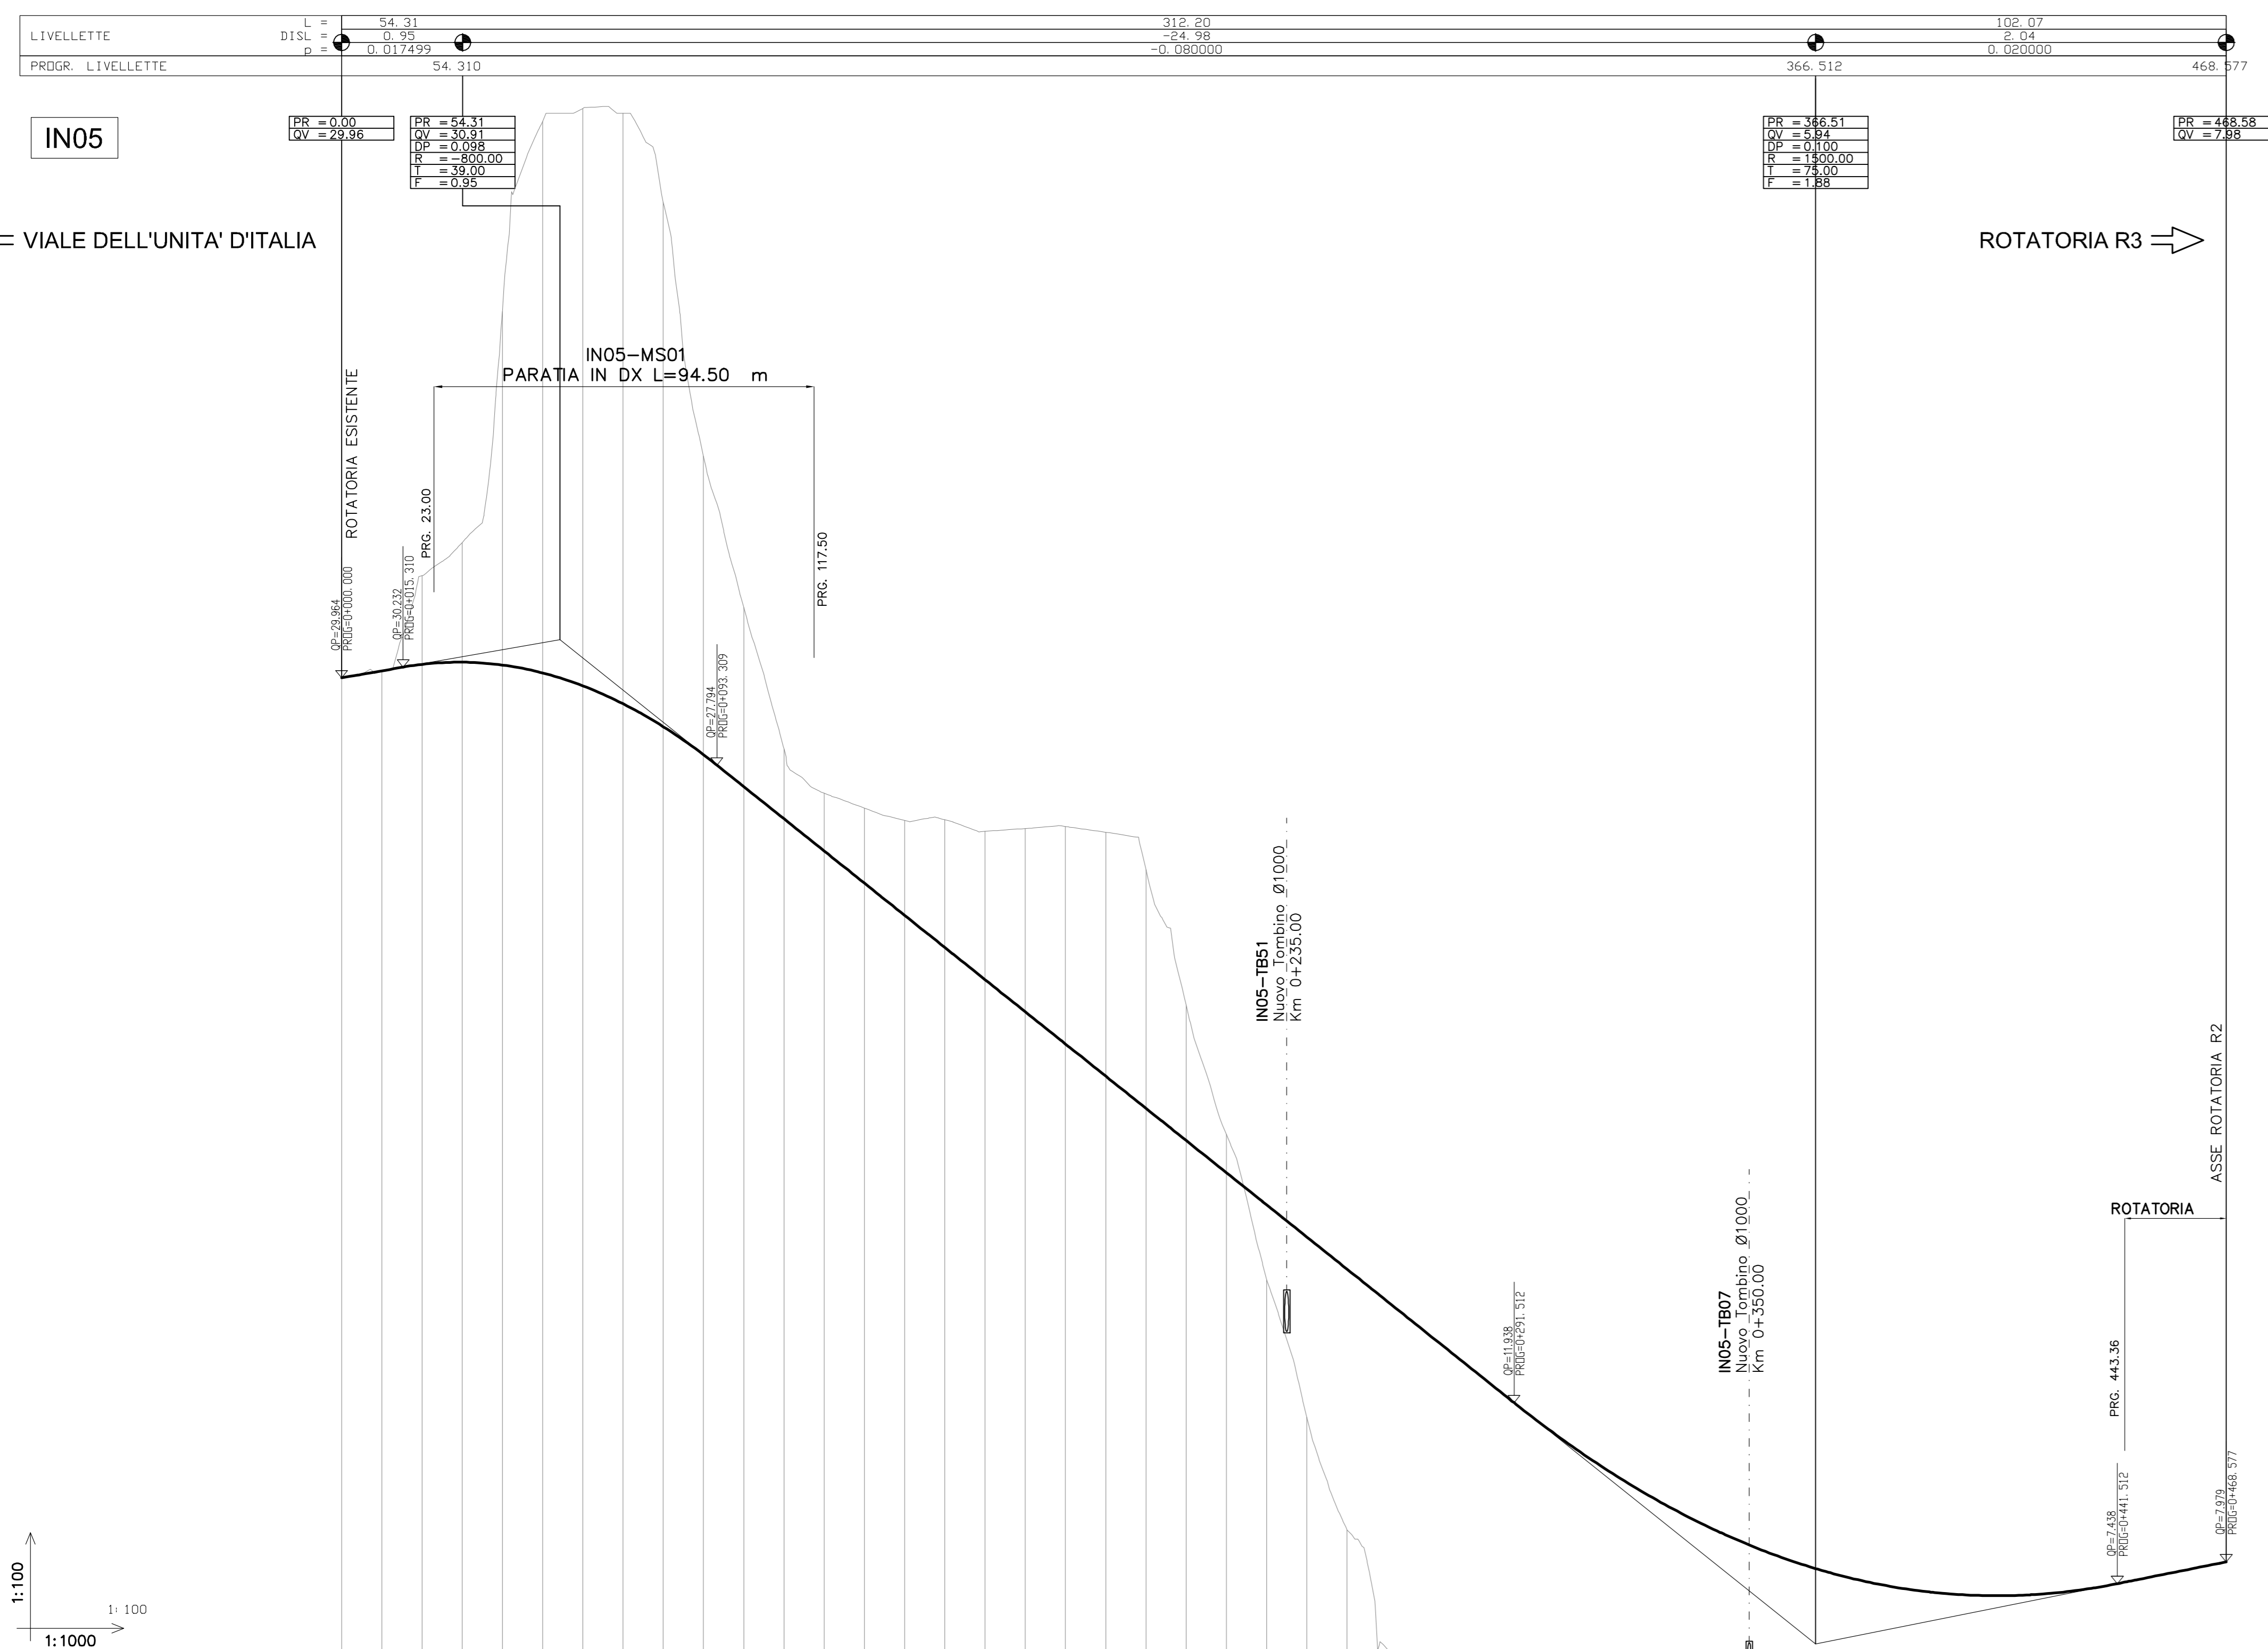 L = 54.31 312.20 102.07
LIVELLETTE DISL = 0.95 -24.98 2.04
p = 0.017499 -0.080000 0.020000
PROGR. LIVELLETTE 54.310 366.512 468.577
IN05
PR = 0.00
QV = 29.96
PR = 54.31
QV = 30.91
DP = 0.098
R = -800.00
T = 39.00
F = 0.95
PR = 366.51
QV = 5.94
DP = 0.100
R = 1500.00
T = 75.00
F = 1.88
PR = 468.58
QV = 7.98
VIALE DELL'UNITA' D'ITALIA
ROTATORIA R3
IN05-MS01
PARATIA IN DX L=94.50 m
ROTATORIA ESISTENTE
PRG. 23.00
PRG. 117.50
QP=29.964
PROG=0+000.000
QP=30.232
PROG=0+015.310
QP=27.794
PROG=0+093.309
IN05-TB51
Nuovo Tombino Ø1000
Km 0+235.00
QP=11.938
PROG=0+291.512
IN05-TB07
Nuovo Tombino Ø1000
Km 0+350.00
ASSE ROTATORIA R2
ROTATORIA
PRG. 443.36
QP=7.438
PROG=0+441.512
QP=7.979
PROG=0+468.577
1:100
1:100
1:1000